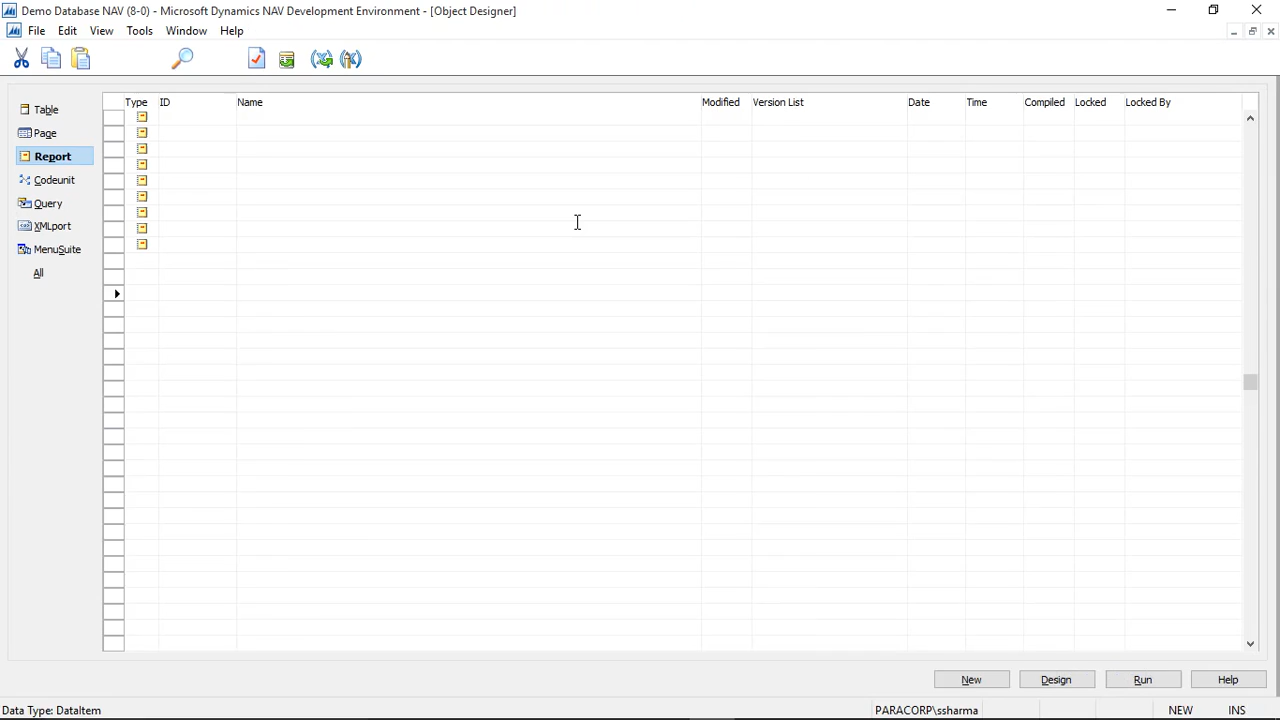 Demo Database NAV (8-0) - Microsoft Dynamics NAV Development Environment - [Object Designer]
File Edit View Tools Window Help
Type ID Name Modified Version List Date Time Compiled Locked Locked By
Table
Page
Report
Codeunit
Query
XMLport
MenuSuite
All
New Design Run Help
Data Type: DataItem PARACORP\ssharma NEW INS